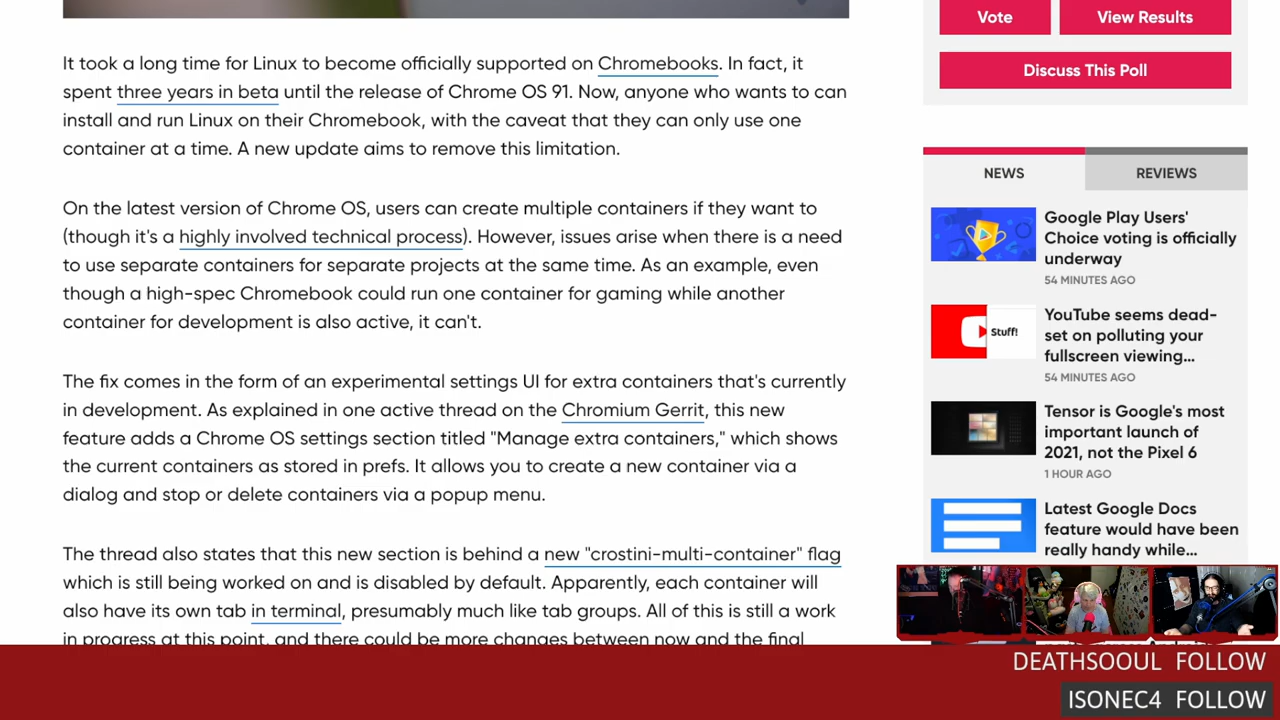 It took a long time for Linux to become officially supported on Chromebooks. In fact, it
spent three years in beta until the release of Chrome OS 91. Now, anyone who wants to can
install and run Linux on their Chromebook, with the caveat that they can only use one
container at a time. A new update aims to remove this limitation.
On the latest version of Chrome OS, users can create multiple containers if they want to
(though it's a highly involved technical process). However, issues arise when there is a need
to use separate containers for separate projects at the same time. As an example, even
though a high-spec Chromebook could run one container for gaming while another
container for development is also active, it can't.
The fix comes in the form of an experimental settings UI for extra containers that's currently
in development. As explained in one active thread on the Chromium Gerrit, this new
feature adds a Chrome OS settings section titled "Manage extra containers," which shows
the current containers as stored in prefs. It allows you to create a new container via a
dialog and stop or delete containers via a popup menu.
The thread also states that this new section is behind a new "crostini-multi-container" flag
which is still being worked on and is disabled by default. Apparently, each container will
also have its own tab in terminal, presumably much like tab groups. All of this is still a work
in progress at this point, and there could be more changes between now and the final
Vote
View Results
Discuss This Poll
NEWS
REVIEWS
Google Play Users'
Choice voting is officially
underway
54 MINUTES AGO
Stuff!
YouTube seems dead-
set on polluting your
fullscreen viewing...
54 MINUTES AGO
Tensor is Google's most
important launch of
2021, not the Pixel 6
1 HOUR AGO
Latest Google Docs
feature would have been
really handy while...
DEATHSOOUL FOLLOW
ISONEC4 FOLLOW